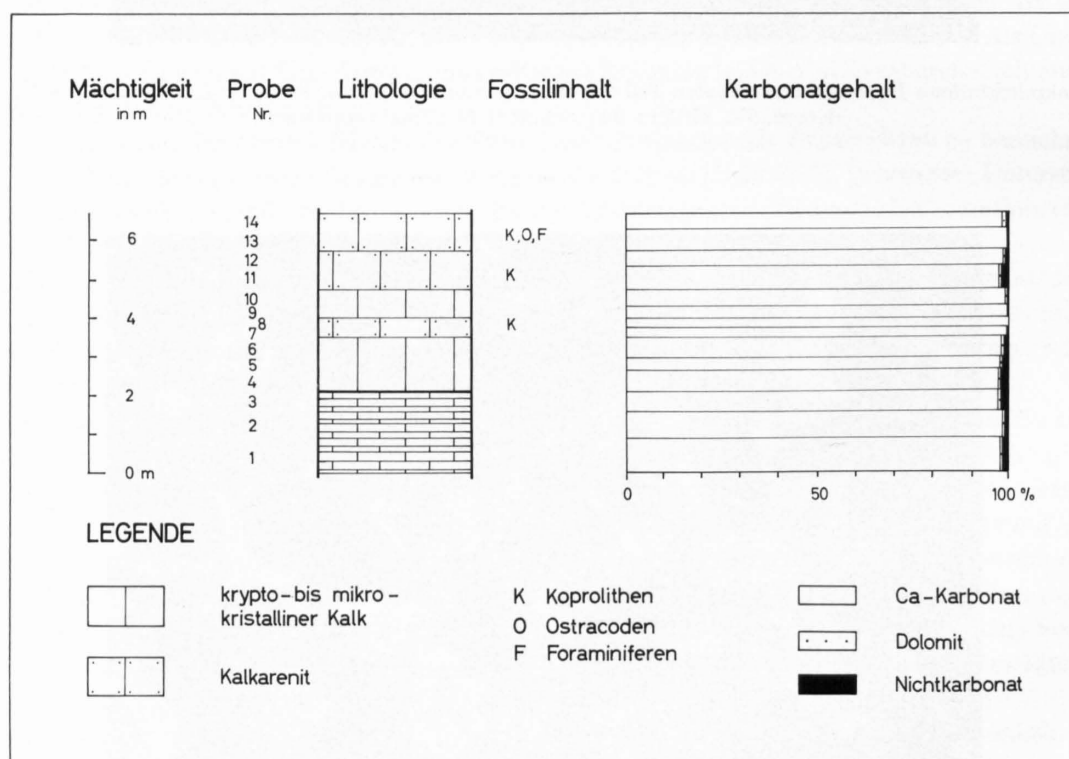 Mächtigkeit Probe Lithologie Fossilinhalt Karbonatgehalt
in m Nr.
14
6 13 K,O,F
12
11 K
10
9
4 8 K
7
6
5
4
2 3
2
1
0 m
0 50 100 %
LEGENDE
krypto-bis mikro- K Koprolithen Ca-Karbonat
kristalliner Kalk O Ostracoden
F Foraminiferen Dolomit
Kalkarenit Nichtkarbonat